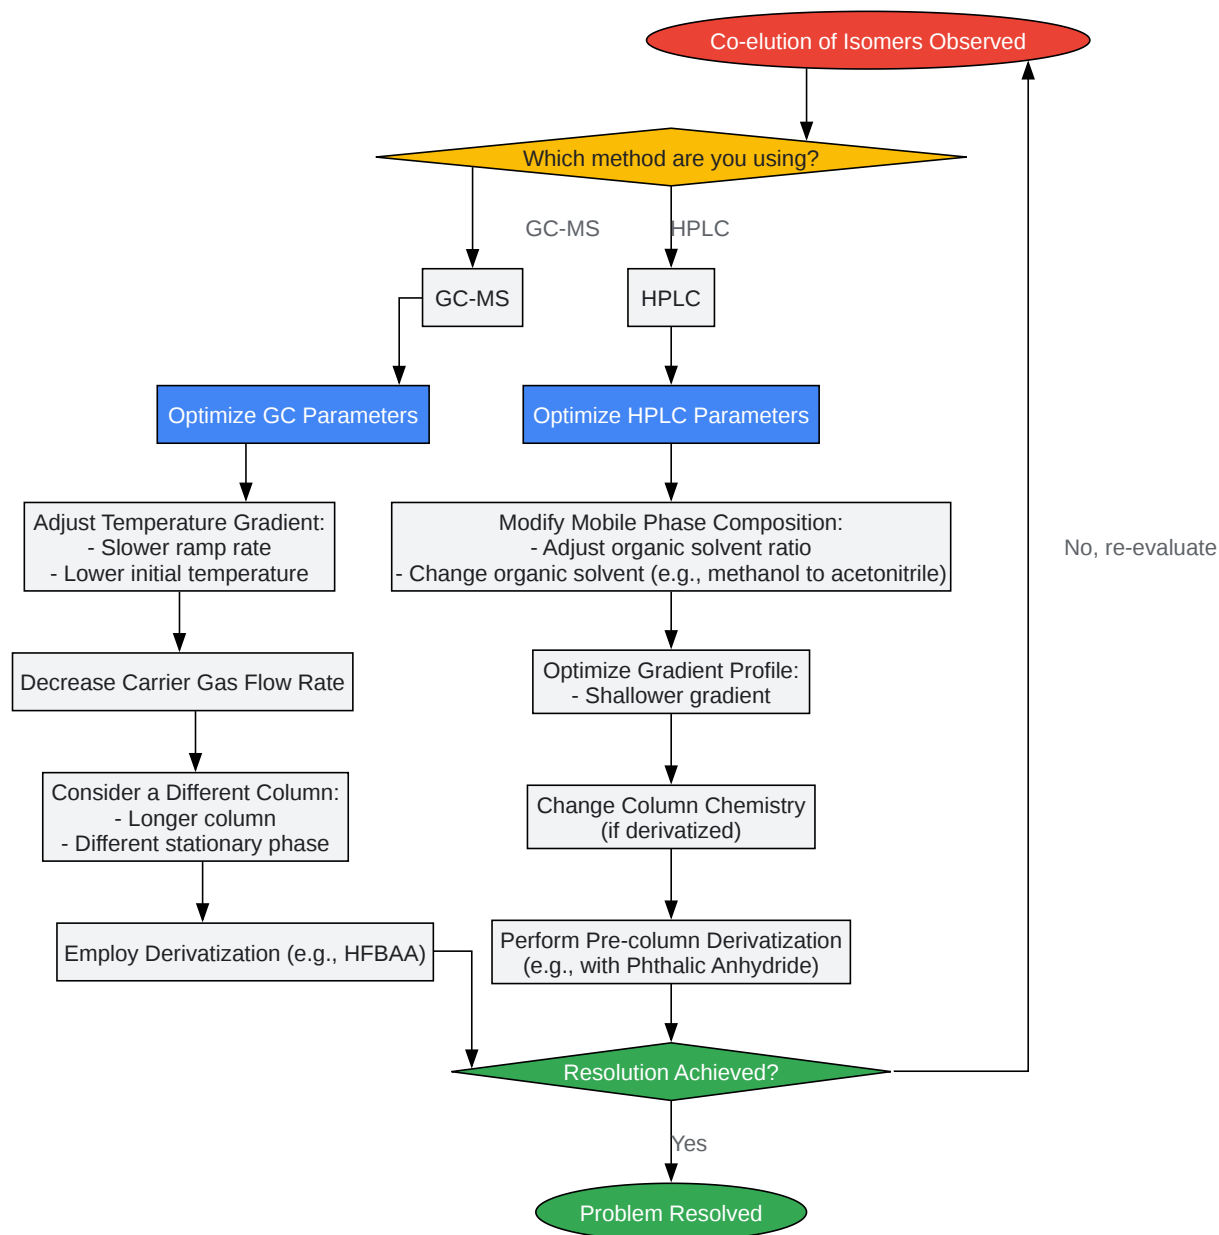 Co-elution of Isomers Observed
Which method are you using?
GC-MS
HPLC
GC-MS
HPLC
Optimize GC Parameters
Optimize HPLC Parameters
Adjust Temperature Gradient:
- Slower ramp rate
- Lower initial temperature
Modify Mobile Phase Composition:
- Adjust organic solvent ratio
- Change organic solvent (e.g., methanol to acetonitrile)
No, re-evaluate
Decrease Carrier Gas Flow Rate
Optimize Gradient Profile:
- Shallower gradient
Consider a Different Column:
- Longer column
- Different stationary phase
Change Column Chemistry
(if derivatized)
Employ Derivatization (e.g., HFBAA)
Perform Pre-column Derivatization
(e.g., with Phthalic Anhydride)
Resolution Achieved?
Yes
Problem Resolved